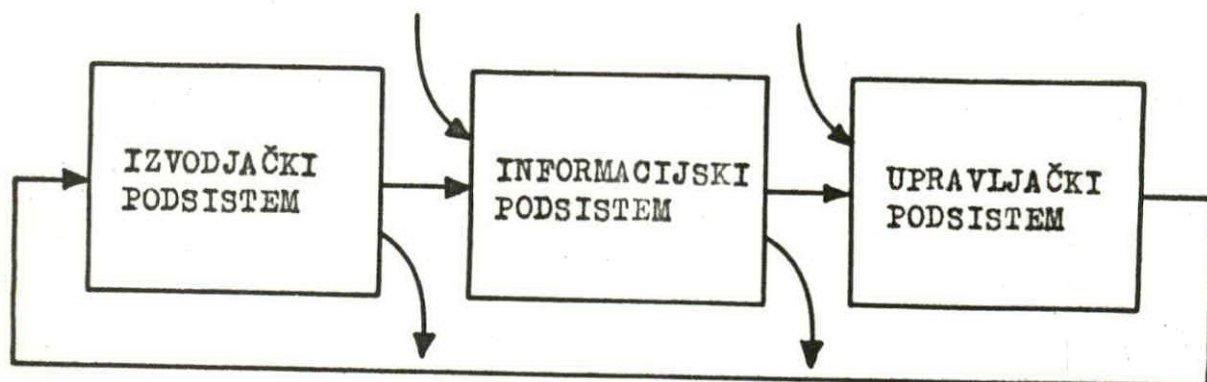 IZVODJAČKI
PODSISTEM
INFORMACIJSKI
PODSISTEM
UPRAVLJAČKI
PODSISTEM